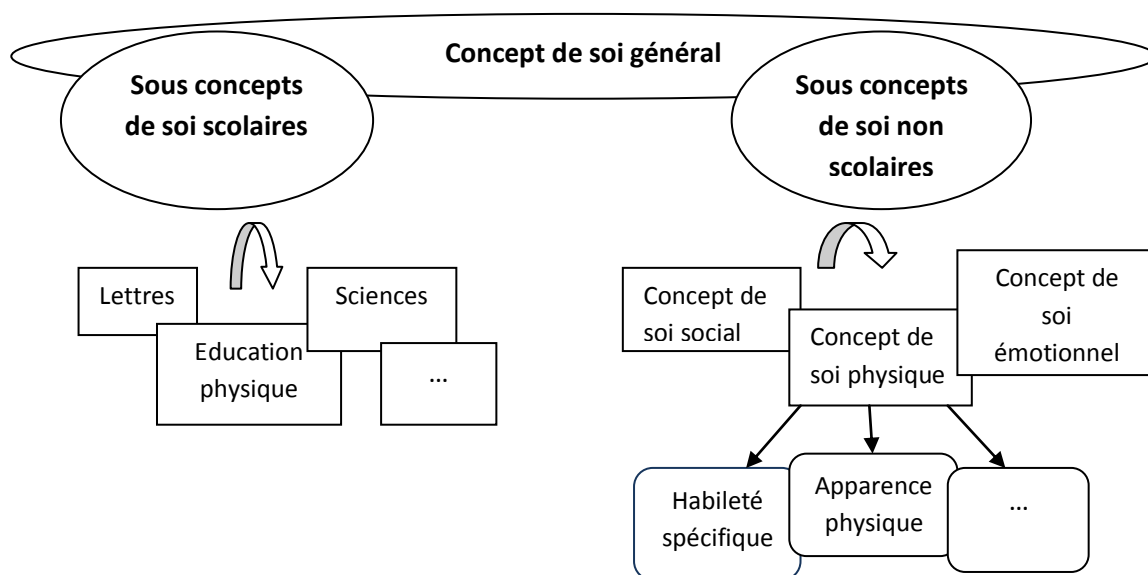 Concept de soi général
Sous concepts
de soi scolaires
Sous concepts
de soi non
scolaires
Lettres
Education
physique
Sciences
...
Concept de
soi social
Concept de
soi physique
Concept de
soi
émotionnel
Habileté
spécifique
Apparence
physique
...